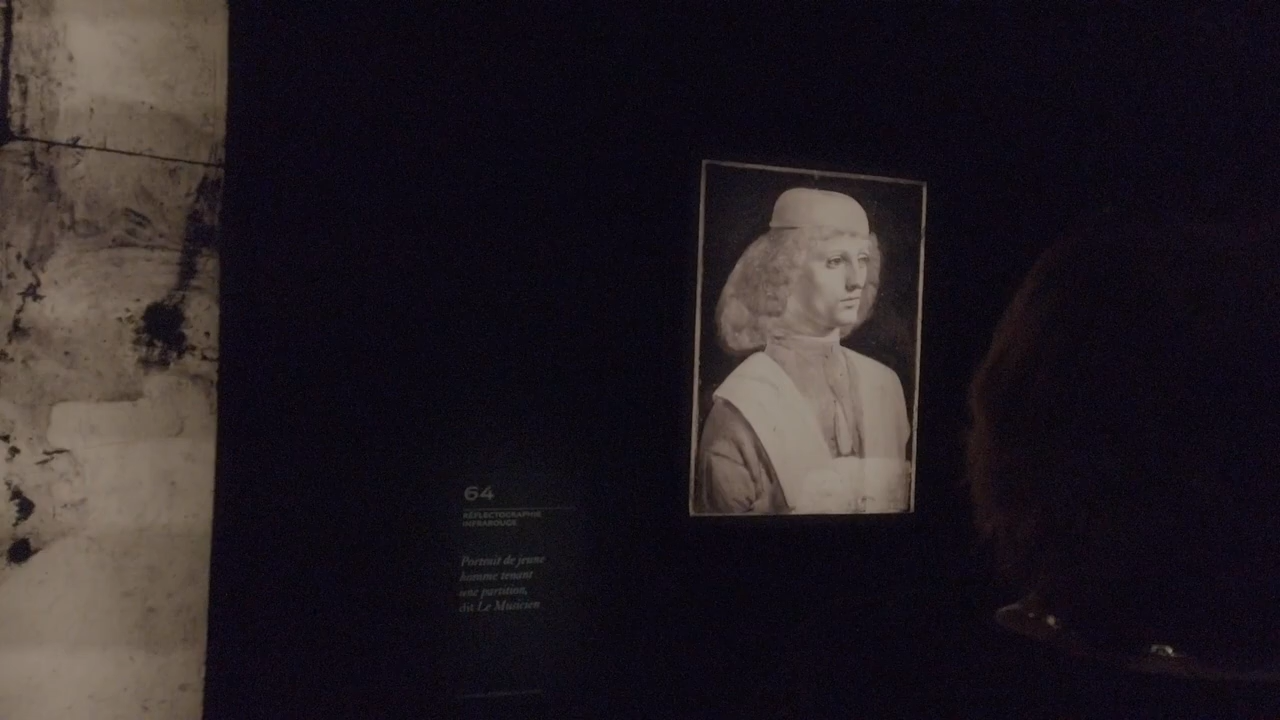 64
RÉFLECTOGRAPHIE
INFRAROUGE
Portrait de jeune
homme tenant
une partition,
dit Le Musicien